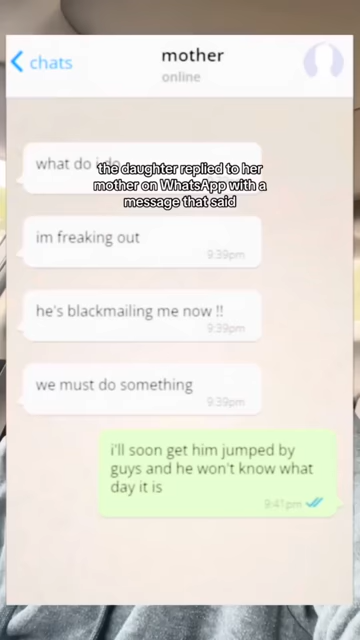 chats
mother
online
what do i do
the daughter replied to her
mother on WhatsApp with a
message that said
im freaking out
9:39pm
he's blackmailing me now !!
9:39pm
we must do something
9:39pm
i'll soon get him jumped by
guys and he won't know what
day it is
9:41pm